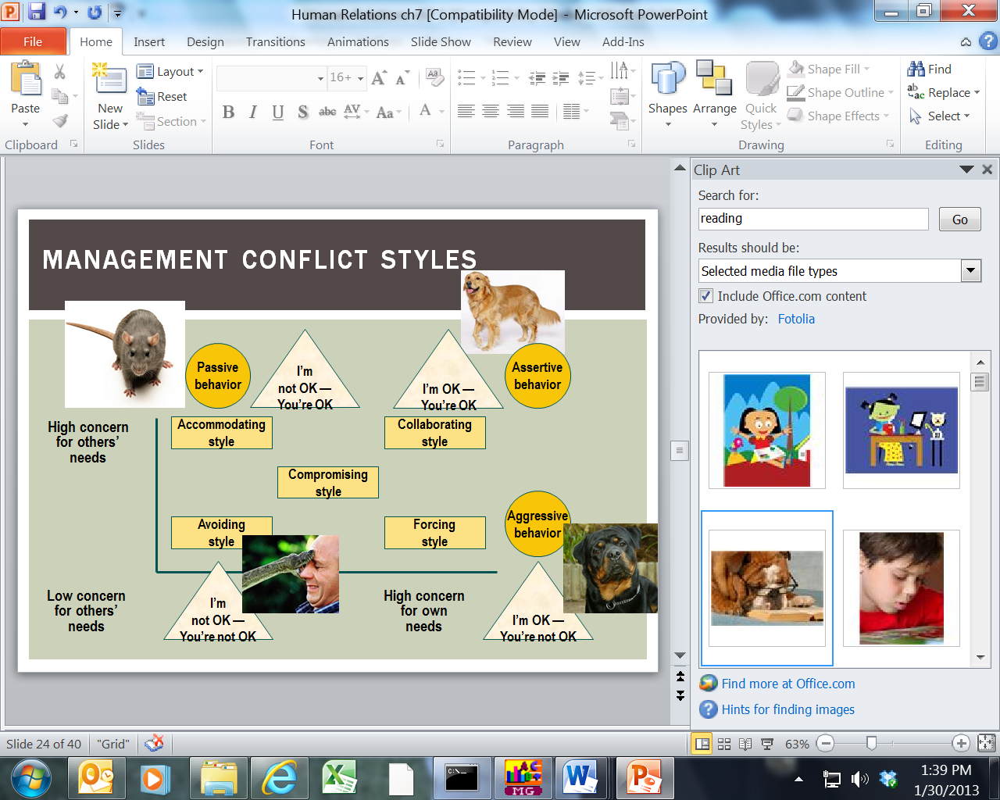 Human Relations ch7 [Compatibility Mode] - Microsoft PowerPoint
File Home Insert Design Transitions Animations Slide Show Review View Add-Ins
Paste
New
Slide
Layout
Reset
Section
16+
B I U S abc AV Aa A
Shapes
Arrange
Quick
Styles
Shape Fill
Shape Outline
Shape Effects
Find
Replace
Select
Clipboard Slides Font Paragraph Drawing Editing
MANAGEMENT CONFLICT STYLES
Passive
behavior
I'm
not OK —
You're OK
I'm OK —
You're OK
Assertive
behavior
High concern
for others'
needs
Accommodating
style
Collaborating
style
Compromising
style
Avoiding
style
Forcing
style
Aggressive
behavior
Low concern
for others'
needs
I'm
not OK —
You're not OK
High concern
for own
needs
I'm OK —
You're not OK
Clip Art
Search for:
reading
Go
Results should be:
Selected media file types
Include Office.com content
Provided by: Fotolia
Find more at Office.com
Hints for finding images
Slide 24 of 40 "Grid" 63%
C:\_
MG
1:39 PM
1/30/2013